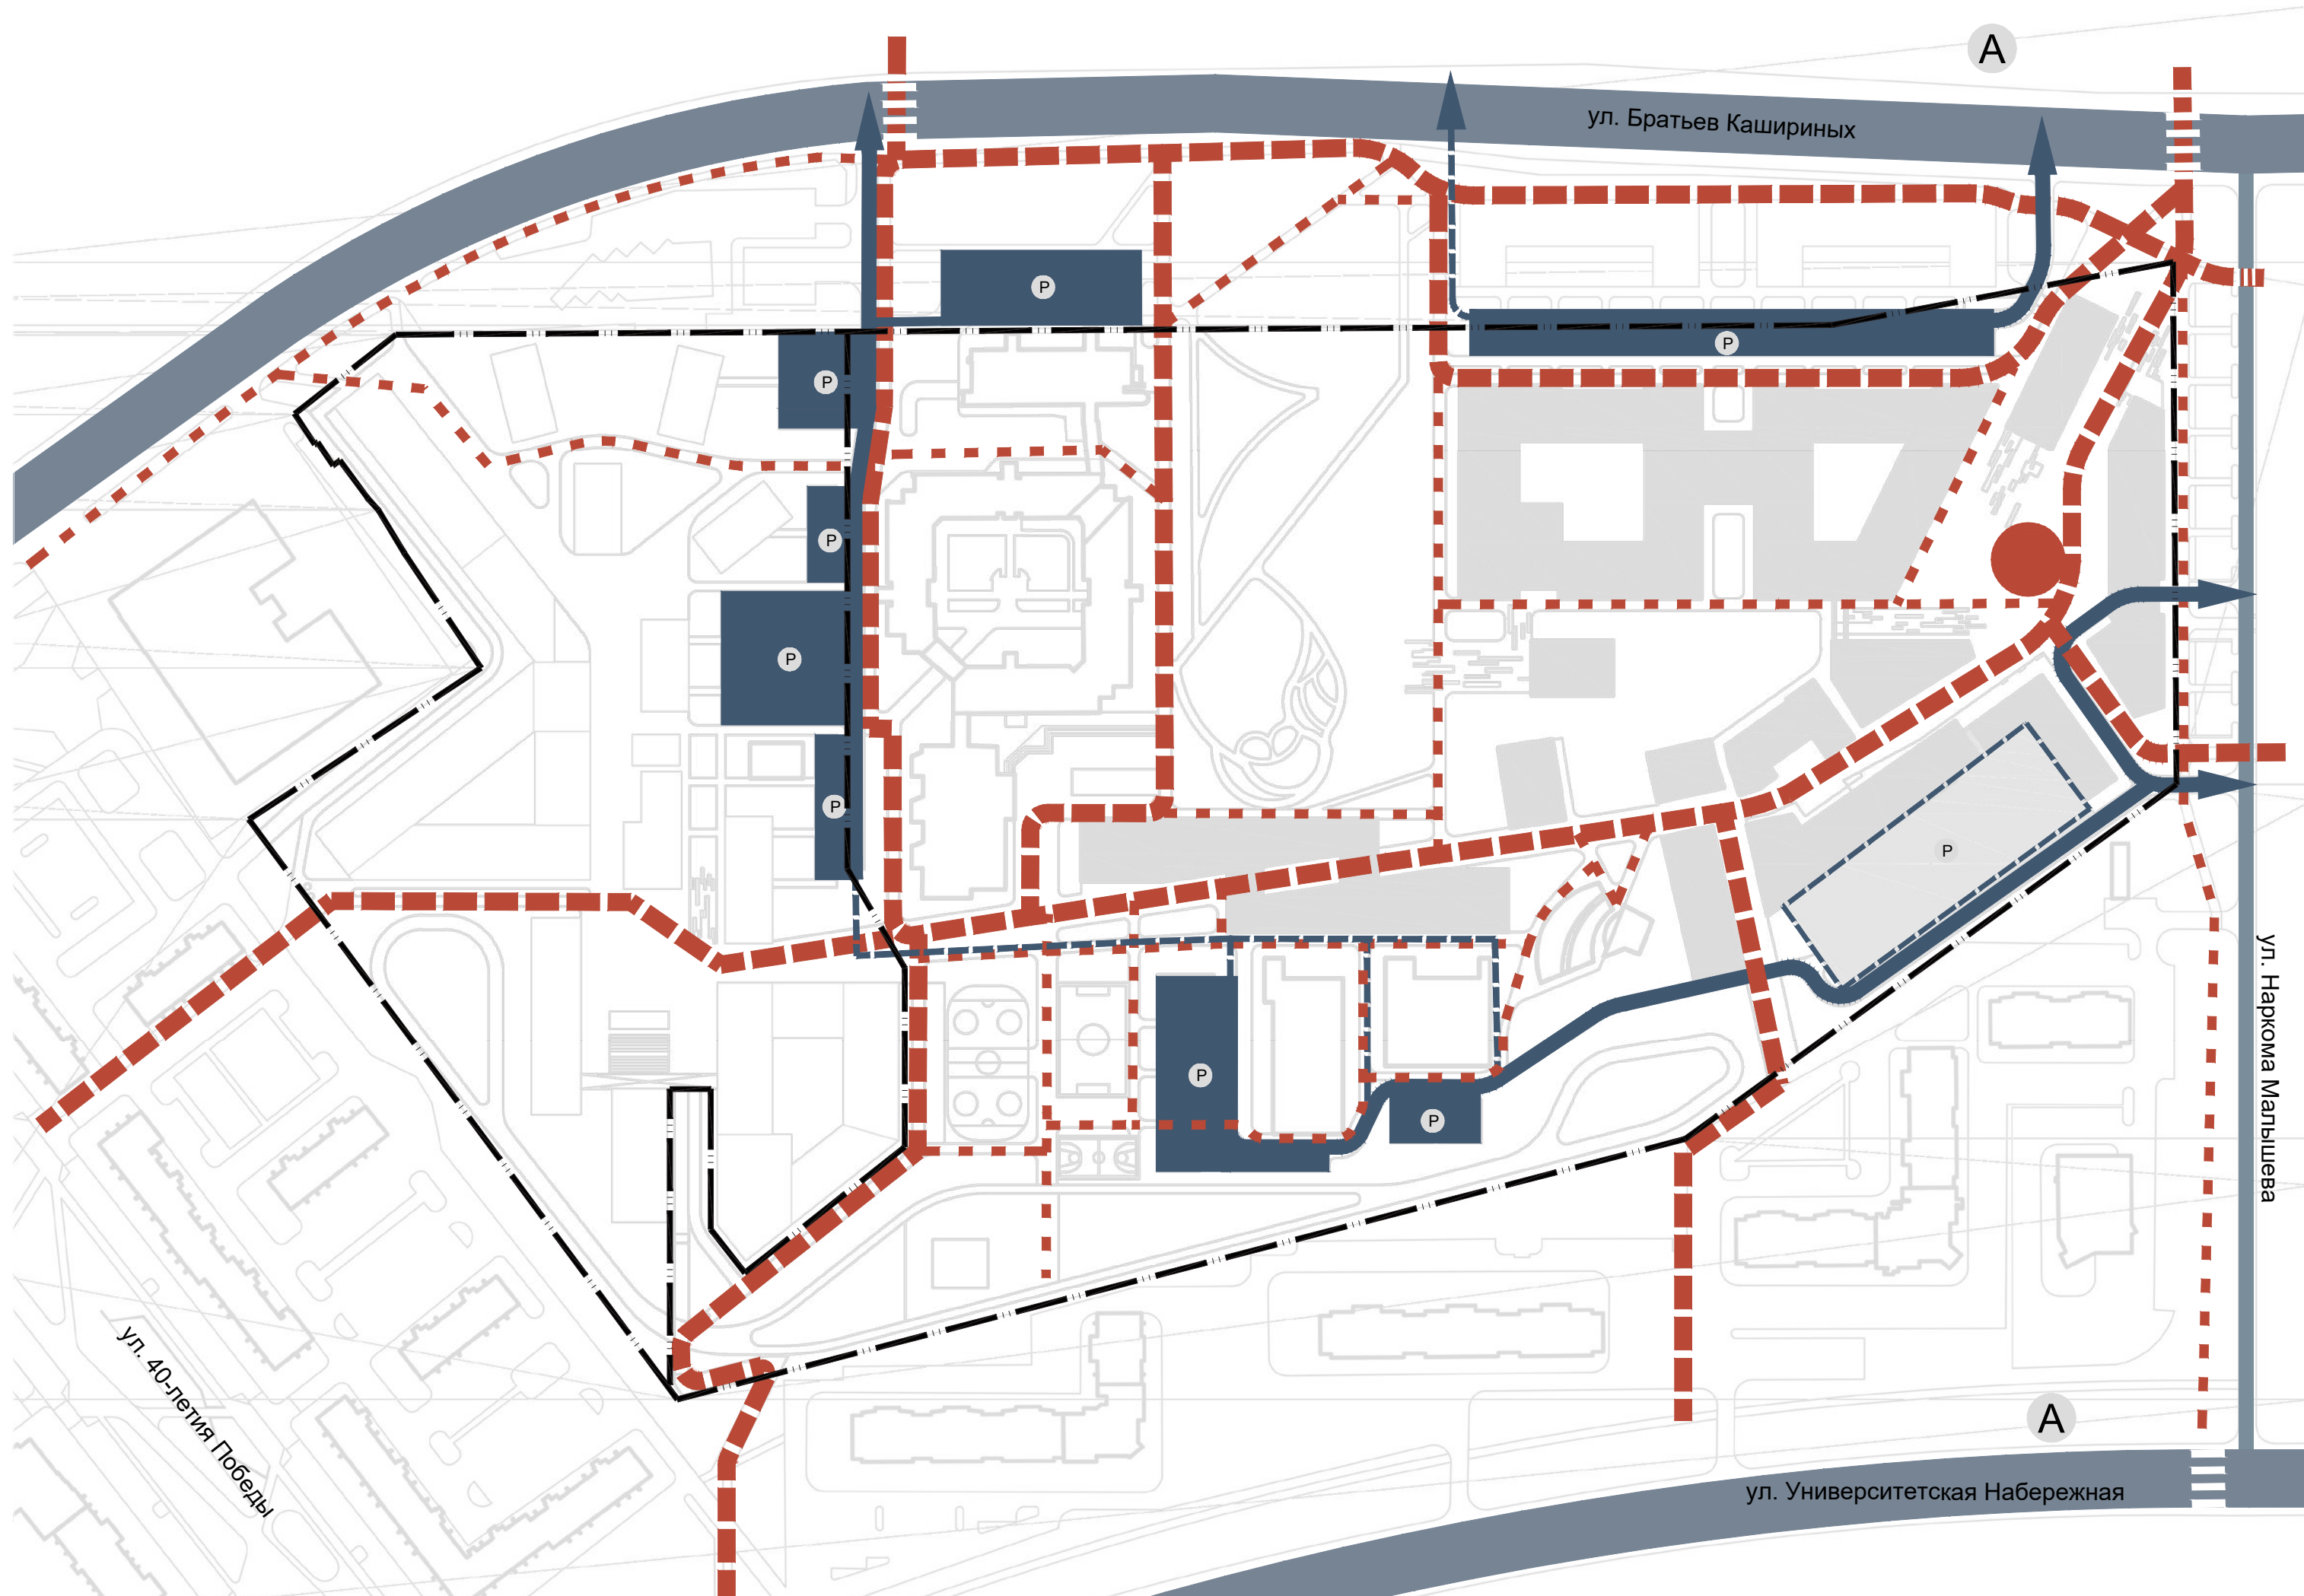 А
ул. Братьев Кашириных
P
P
P
P
P
P
P
P
P
ул. Наркома Малышева
ул. 40-летия Победы
А
ул. Университетская Набережная